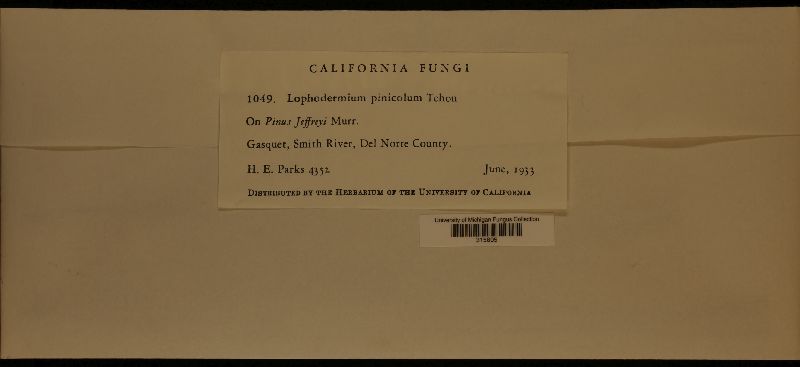 CALIFORNIA FUNGI
1049. Lophodermium pinicolum Tehon
On Pinus Jeffreyi Murr.
Gasquet, Smith River, Del Norte County.
H. E. Parks 4352 June, 1933
DISTRIBUTED BY THE HERBARIUM OF THE UNIVERSITY OF CALIFORNIA
University of Michigan Fungus Collection